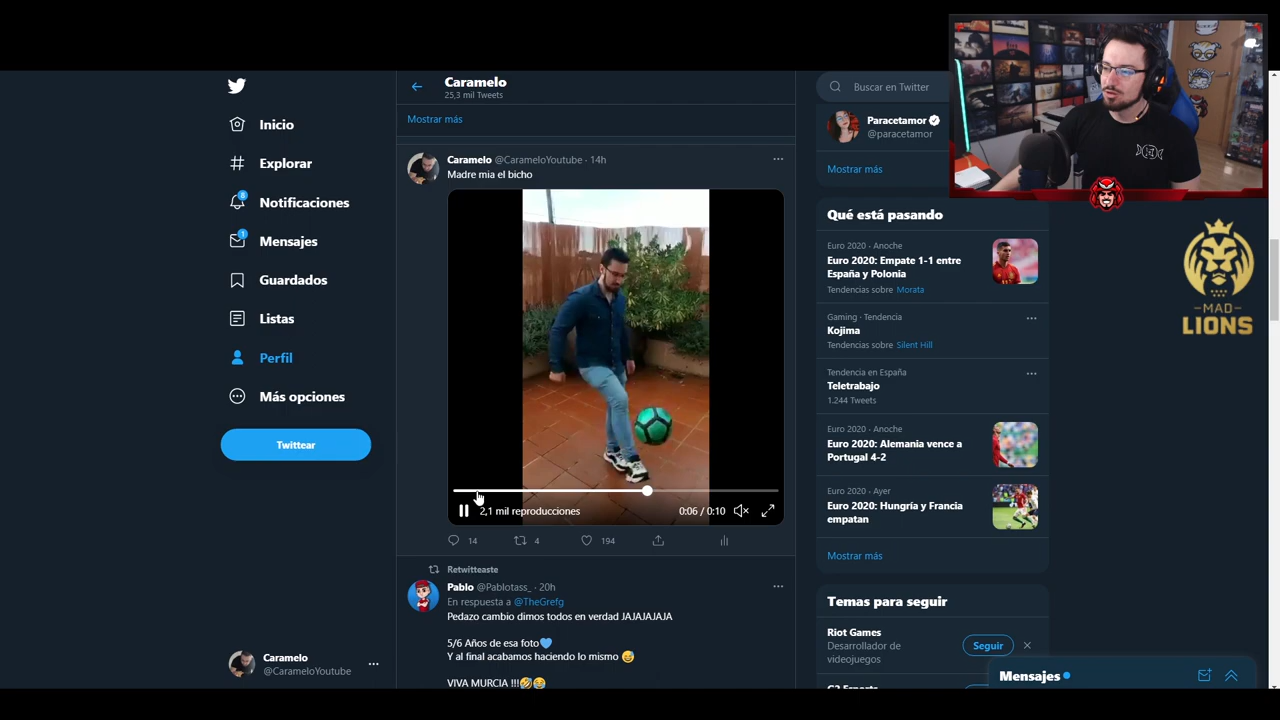 Inicio
Explorar
8
Notificaciones
1
Mensajes
Guardados
Listas
Perfil
Más opciones
Twittear
Caramelo
@CarameloYoutube
Caramelo
25,3 mil Tweets
Mostrar más
Caramelo @CarameloYoutube · 14h
Madre mia el bicho
2,1 mil reproducciones
0:06 / 0:10
14
4
194
Retwitteaste
Pablo @Pablotass_ · 20h
En respuesta a @TheGrefg
Pedazo cambio dimos todos en verdad JAJAJAJAJA
5/6 Años de esa foto💙
Y al final acabamos haciendo lo mismo 😅
VIVA MURCIA !!!🤣😂
Buscar en Twitter
Paracetamor
@paracetamor
Mostrar más
Qué está pasando
Euro 2020 · Anoche
Euro 2020: Empate 1-1 entre
España y Polonia
Tendencias sobre Morata
Gaming · Tendencia
Kojima
Tendencias sobre Silent Hill
Tendencia en España
Teletrabajo
1.244 Tweets
Euro 2020 · Anoche
Euro 2020: Alemania vence a
Portugal 4-2
Euro 2020 · Ayer
Euro 2020: Hungría y Francia
empatan
Mostrar más
Temas para seguir
Riot Games
Desarrollador de
videojuegos
Seguir
Mensajes
MAD
LIONS